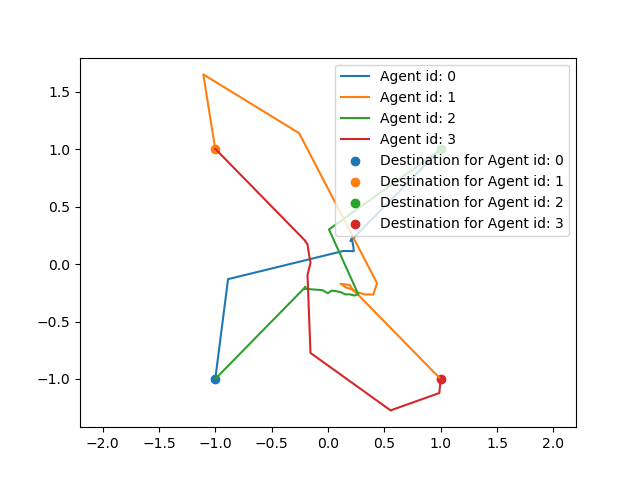 Agent id: 0
Agent id: 1
Agent id: 2
Agent id: 3
Destination for Agent id: 0
Destination for Agent id: 1
Destination for Agent id: 2
Destination for Agent id: 3
1.5
1.0
0.5
0.0
−0.5
−1.0
−2.0 −1.5 −1.0 −0.5 0.0 0.5 1.0 1.5 2.0